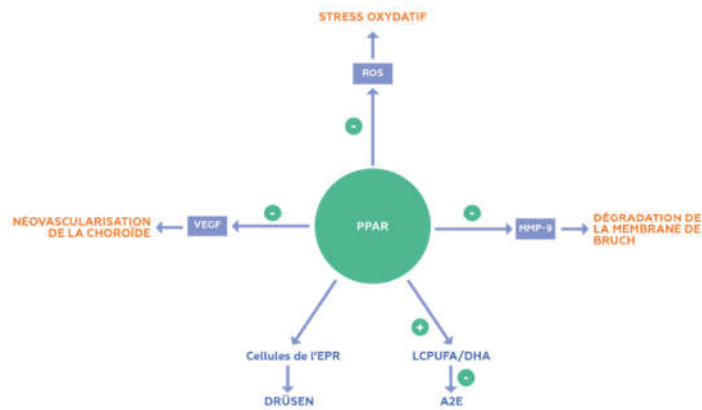 STRESS OXYDATIF
ROS
-
NÉOVASCULARISATION
DE LA CHOROÏDE
VEGF
-
PPAR
-
MMP-9
DÉGRADATION DE
LA MEMBRANE DE
BRUCH
+
Cellules de l'EPR
LCPUFA/DHA
-
DRÜSEN
A2E